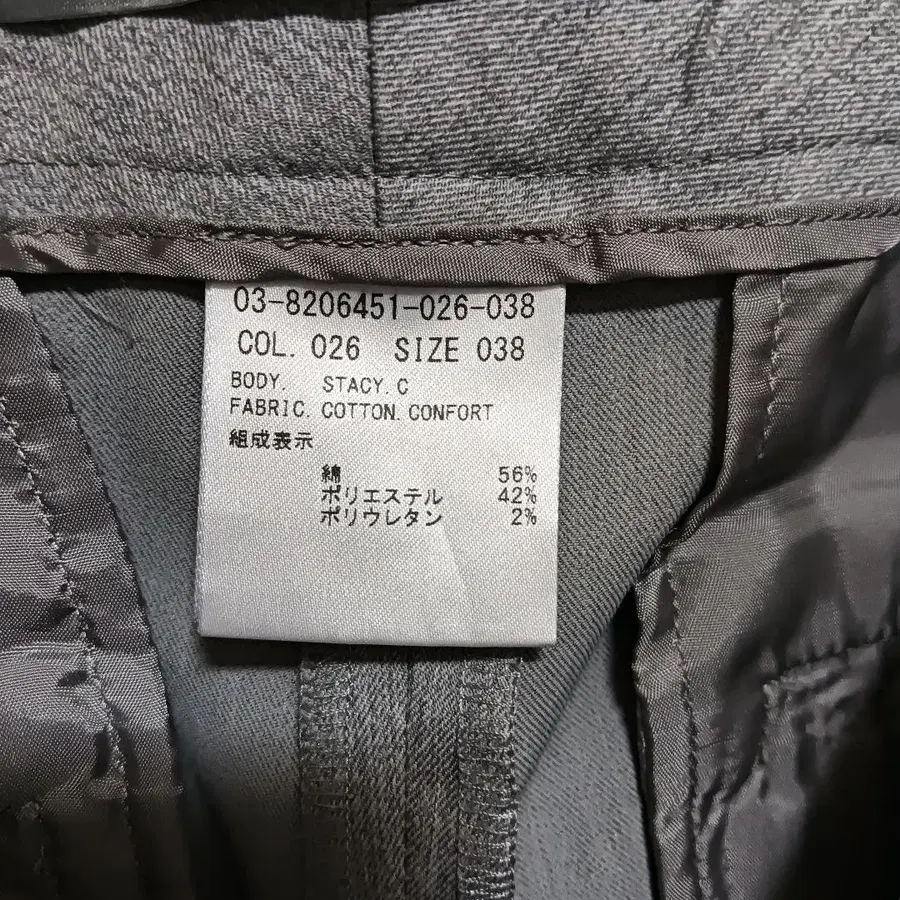 03-8206451-026-038
COL. 026 SIZE 038
BODY. STACY. C
FABRIC. COTTON. CONFORT
組成表示
綿 56%
ポリエステル 42%
ポリウレタン 2%